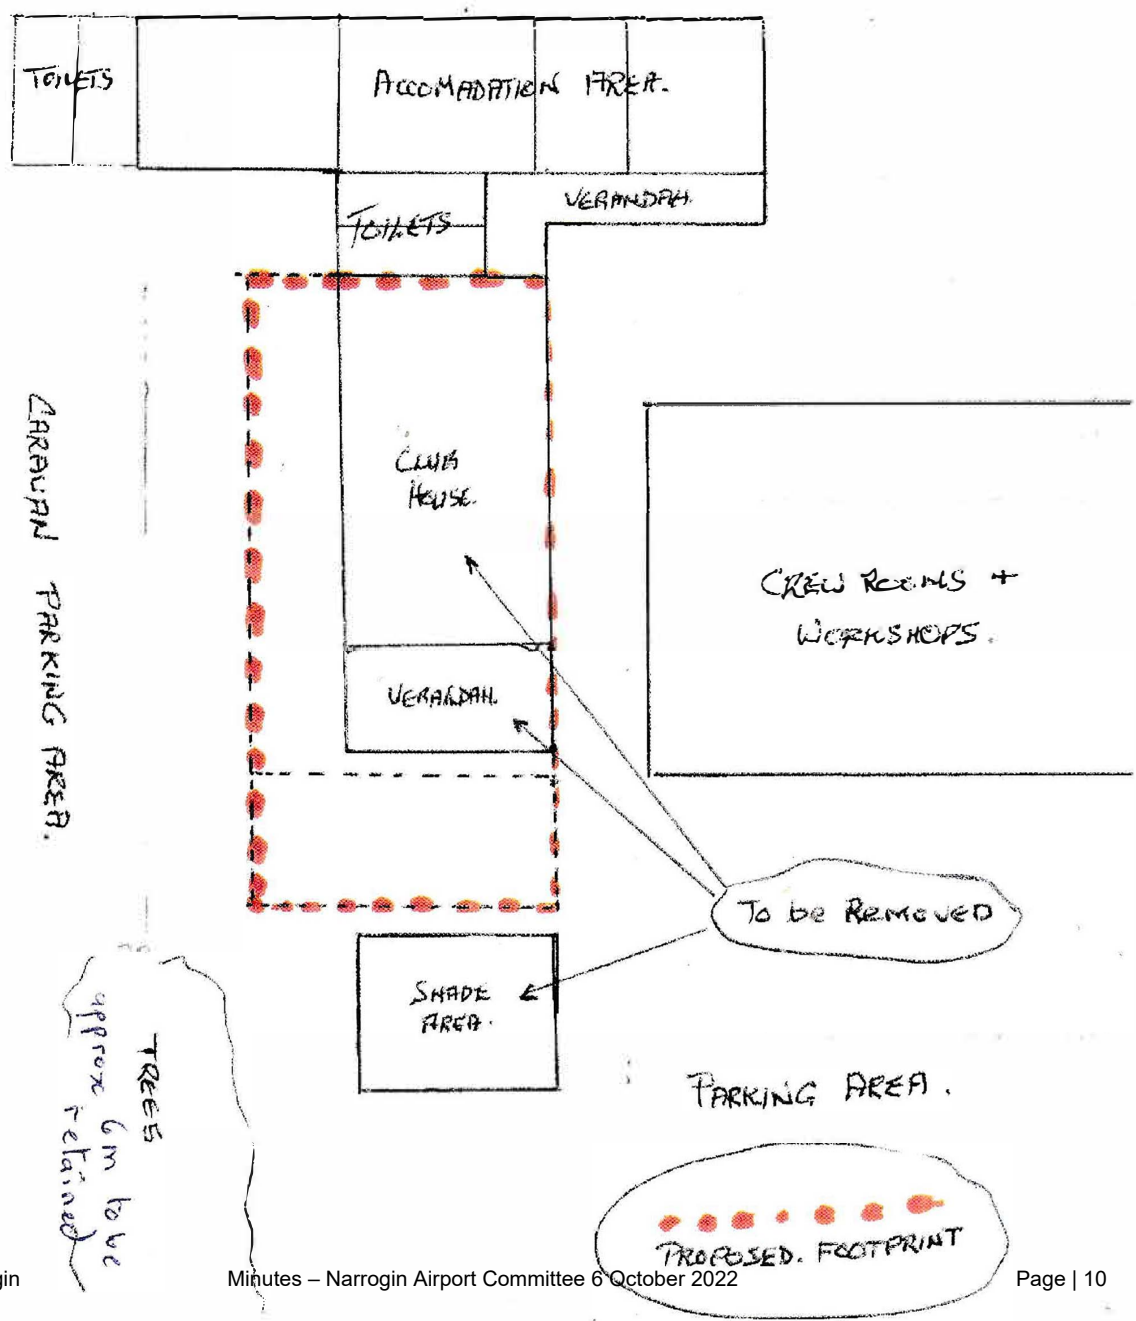 TOILETS
ACCOMADATION AREA.
VERANDAH.
TOILETS
CLUB
HOUSE.
CARAVAN PARKING AREA.
CREW ROOMS +
WORKSHOPS.
VERANDAH.
To be REMOVED
SHADE
AREA.
TREES
approx 6m to be
retained
PARKING AREA.
PROPOSED. FOOTPRINT
gin
Minutes – Narrogin Airport Committee 6 October 2022
Page | 10